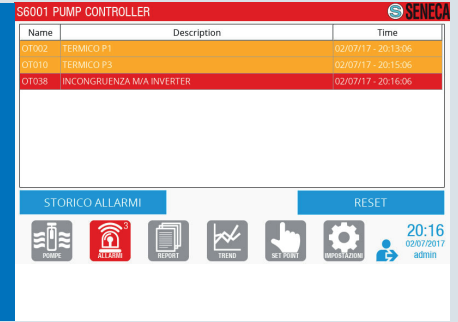 S6001 PUMP CONTROLLER
S SENECA
Name Description Time
OT002 TERMICO P1 02/07/17 - 20:13:06
OT010 TERMICO P3 02/07/17 - 20:15:06
OT038 INCONGRUENZA M/A INVERTER 02/07/17 - 20:16:06
STORICO ALLARMI RESET
3
POMPE ALLARMI REPORT TREND SET POINT IMPOSTAZIONI
20:16
02/07/2017
admin